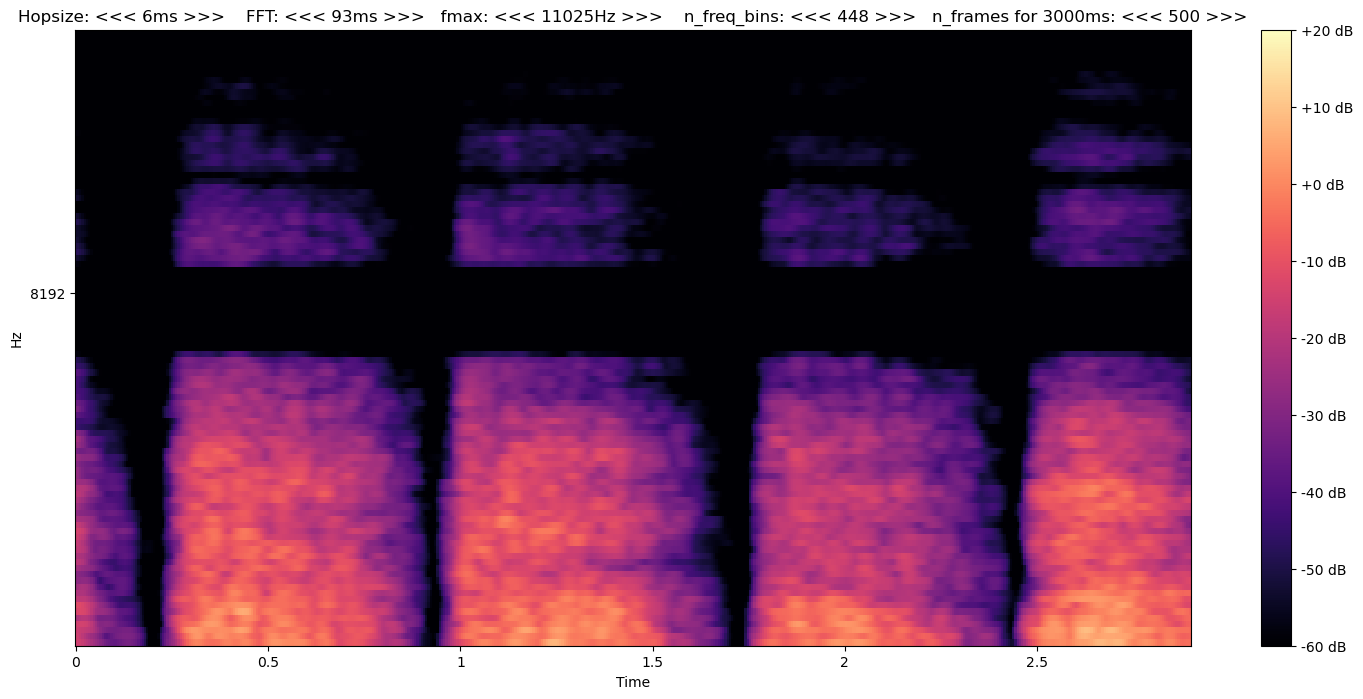 Hopsize: <<< 6ms >>> FFT: <<< 93ms >>> fmax: <<< 11025Hz >>> n_freq_bins: <<< 448 >>> n_frames for 3000ms: <<< 500 >>>
+20 dB
+10 dB
+0 dB
-10 dB
-20 dB
-30 dB
-40 dB
-50 dB
-60 dB
8192
Hz
0 0.5 1 1.5 2 2.5
Time